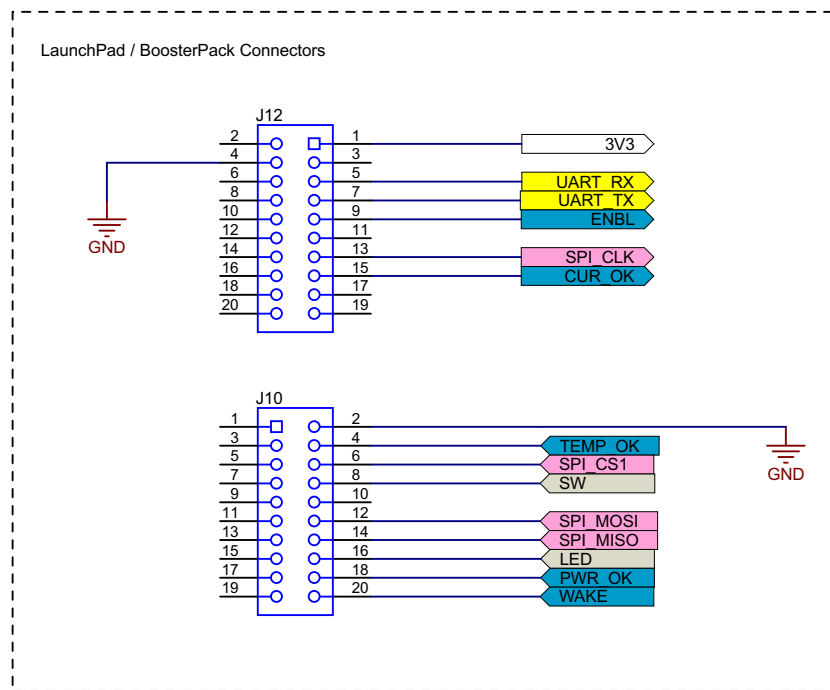 LaunchPad / BoosterPack Connectors
J12
2 1 3V3
4 3
6 5 UART_RX
8 7 UART_TX
10 9 ENBL
12 11
14 13 SPI_CLK
16 15 CUR_OK
18 17
20 19
GND
J10
1 2
3 4 TEMP_OK
5 6 SPI_CS1
7 8 SW
9 10
11 12 SPI_MOSI
13 14 SPI_MISO
15 16 LED
17 18 PWR_OK
19 20 WAKE
GND